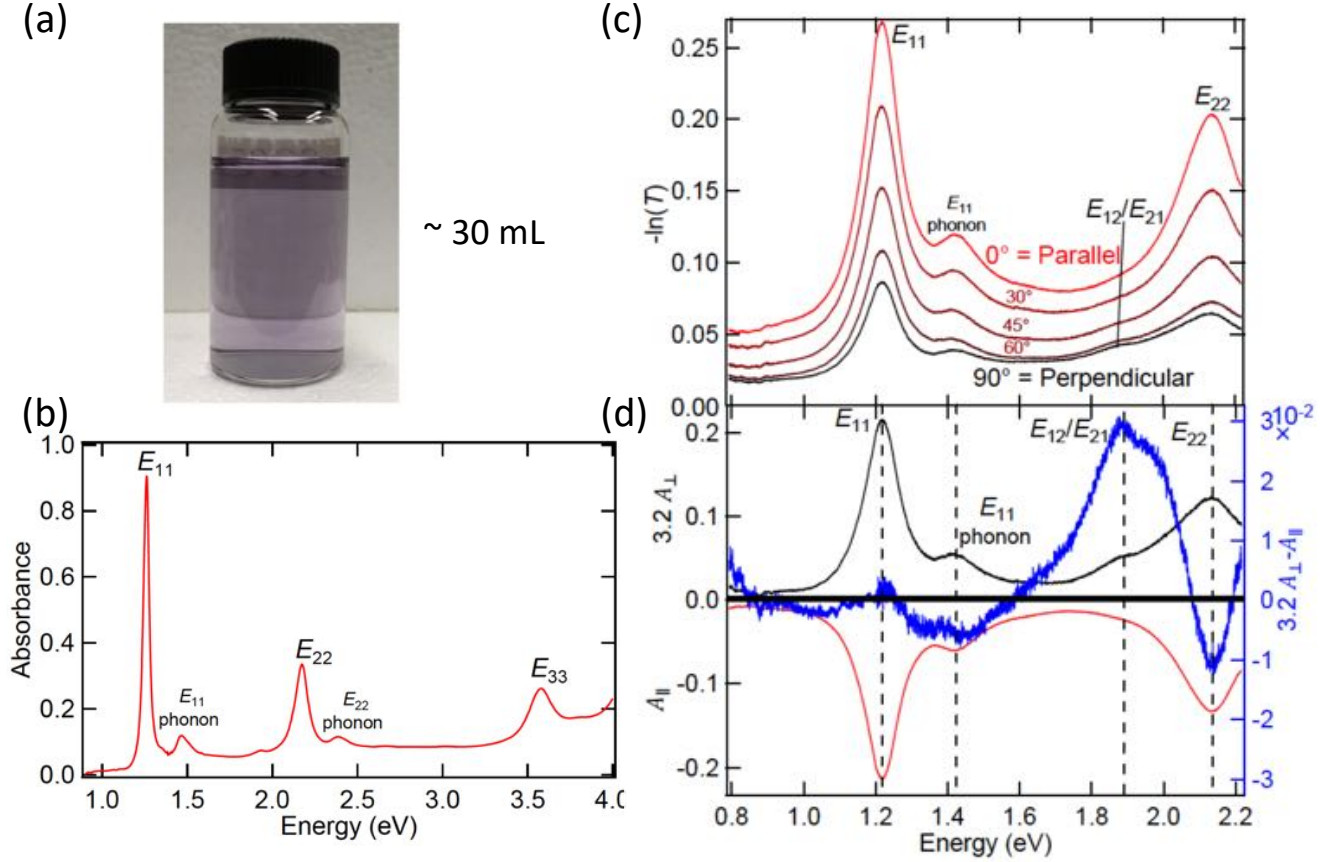 (a)
~ 30 mL
(b)
1.0
0.8
0.6
0.4
0.2
0.0
Absorbance
E11
E11
phonon
E22
E22
phonon
E33
1.0
1.5
2.0
2.5
3.0
3.5
4.0
Energy (eV)
(c)
0.25
0.20
0.15
0.10
0.05
0.00
-ln(T)
E11
E11
phonon
E12/E21
E22
0° = Parallel
30°
45°
60°
90° = Perpendicular
(d)
0.2
0.1
0.0
-0.1
-0.2
3.2 A⊥
A∥
E11
E11
phonon
E12/E21
E22
3×10-2
2
1
0
-1
-2
-3
3.2 A⊥-A∥
0.8
1.0
1.2
1.4
1.6
1.8
2.0
2.2
Energy (eV)